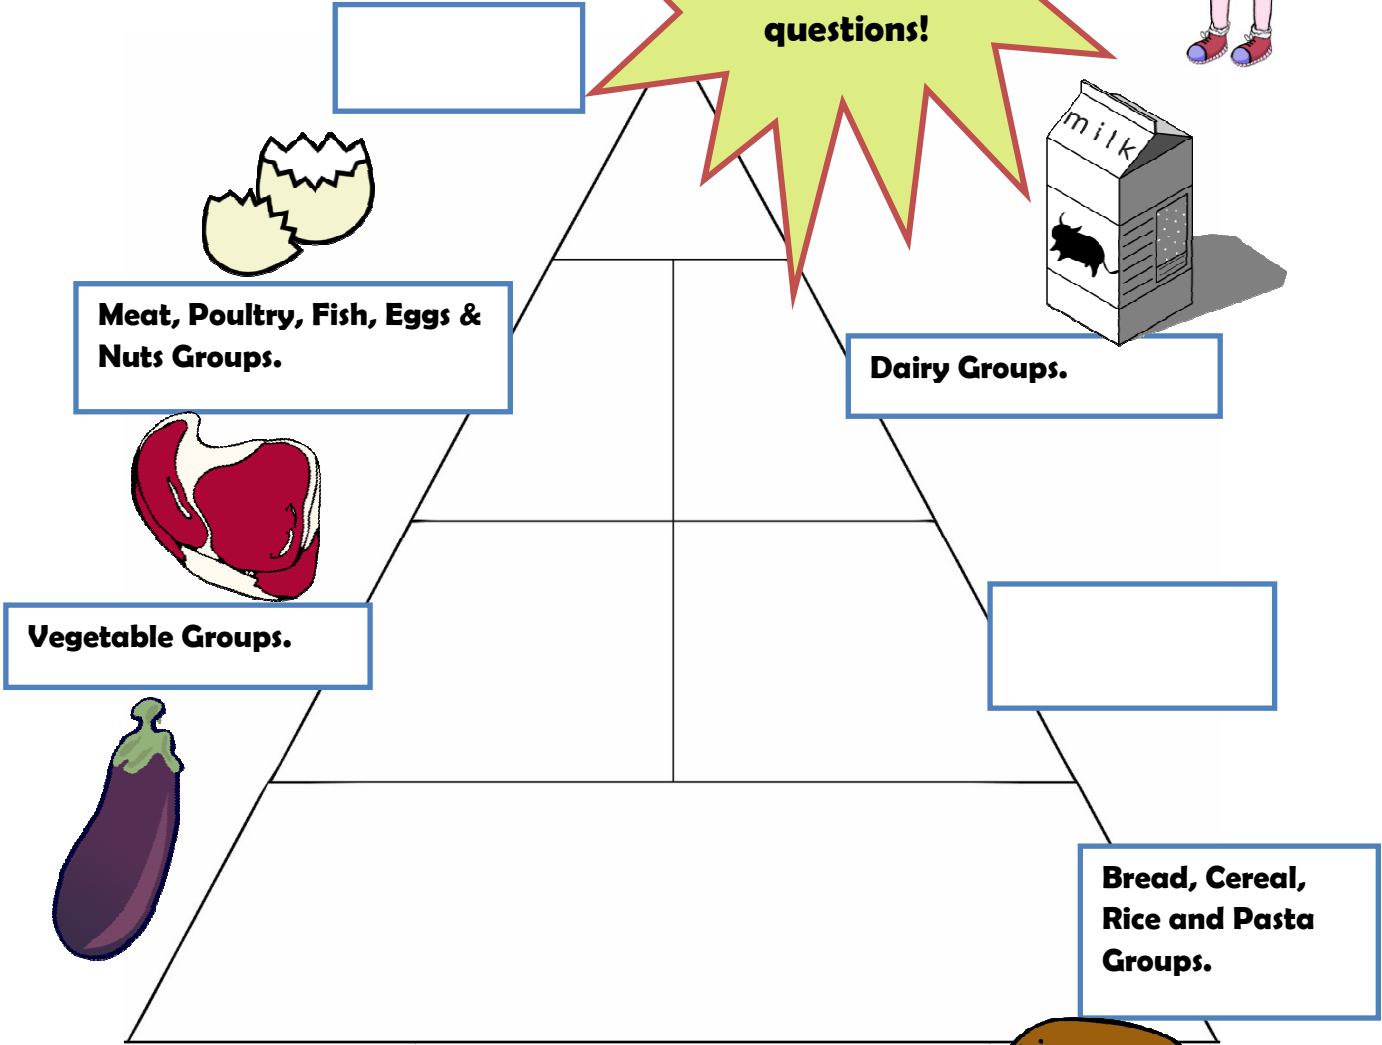 questions!
milk
Meat, Poultry, Fish, Eggs &
Nuts Groups.
Dairy Groups.
Vegetable Groups.
Bread, Cereal,
Rice and Pasta
Groups.